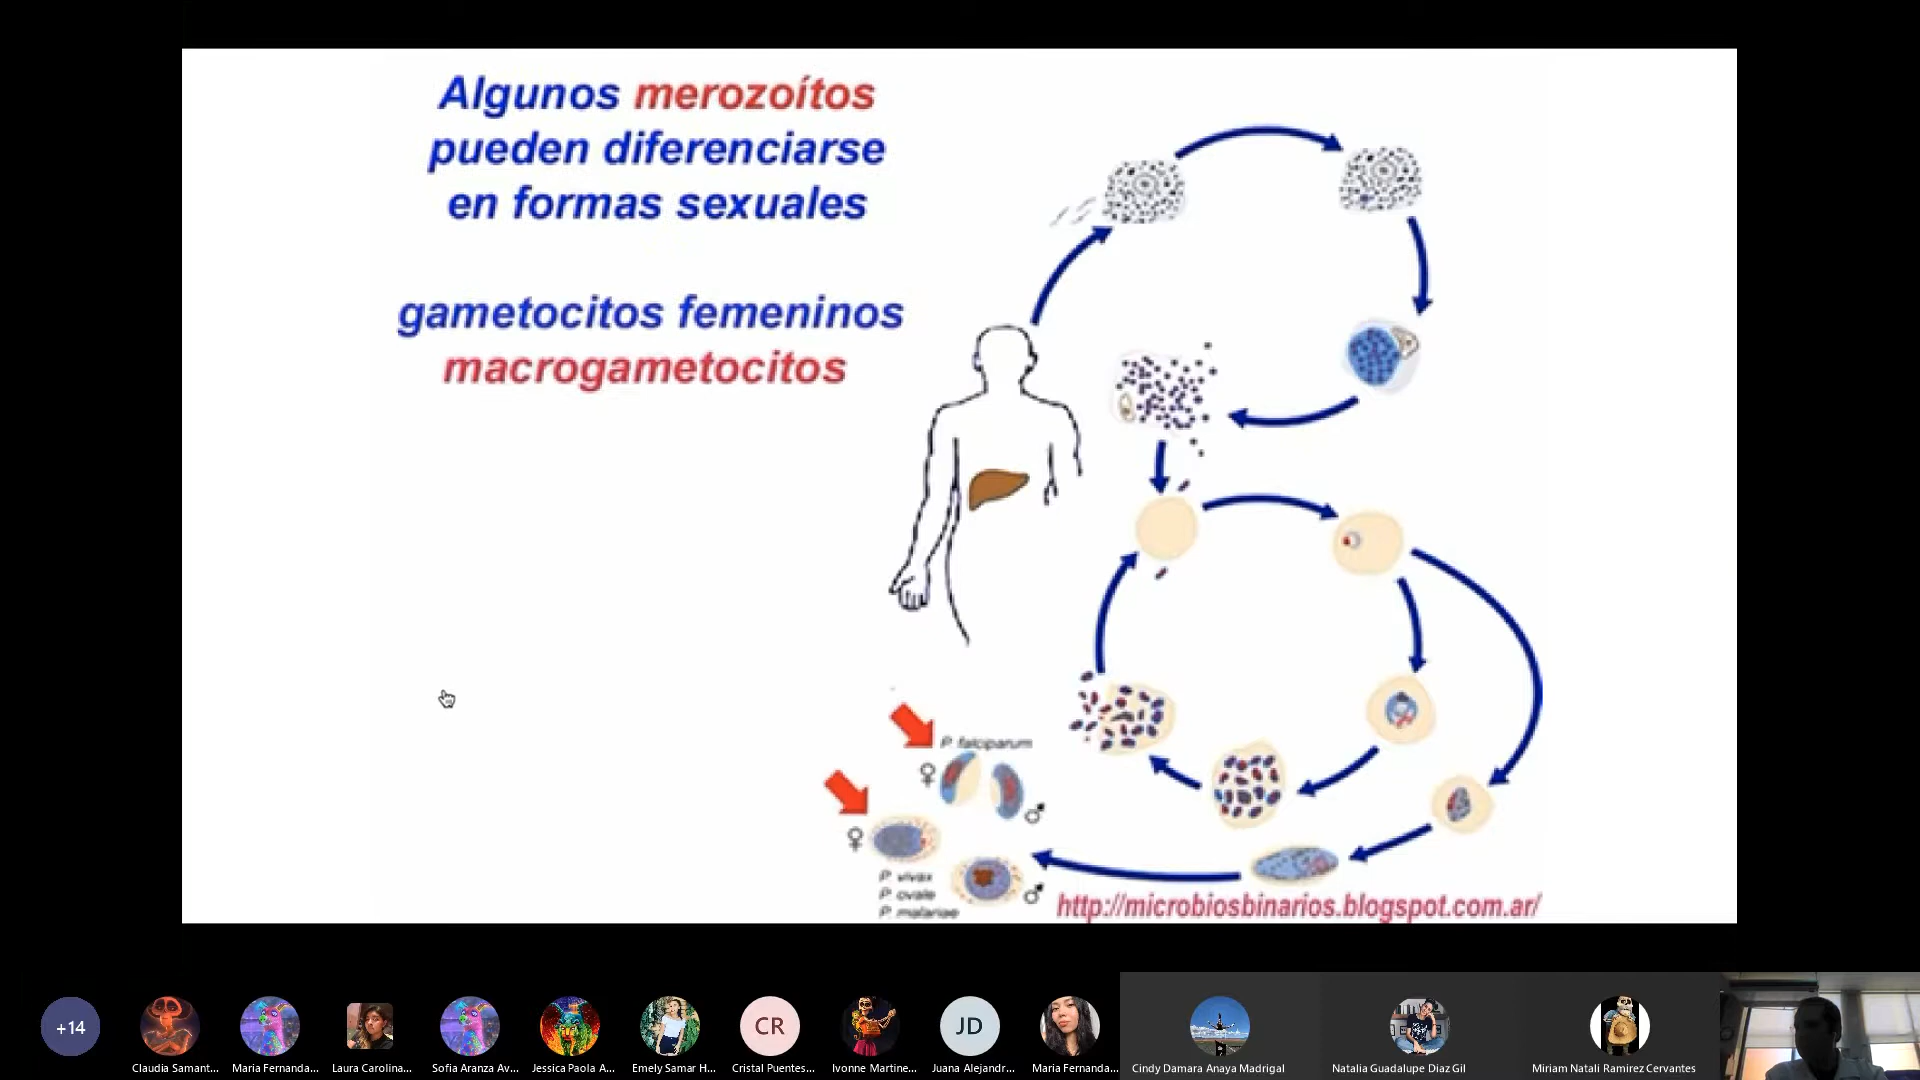 Algunos merozoítos
pueden diferenciarse
en formas sexuales
gametocitos femeninos
macrogametocitos
P. falciparum
♀
♂
♀
♂
P. vivax
P. ovale
P. malariae
http://microbiosbinarios.blogspot.com.ar/
+14
CR
JD
Claudia Samant...
Maria Fernanda...
Laura Carolina...
Sofia Aranza Av...
Jessica Paola A...
Emely Samar H...
Cristal Puentes...
Ivonne Martine...
Juana Alejandr...
Maria Fernanda...
Cindy Damara Anaya Madrigal
Natalia Guadalupe Diaz Gil
Miriam Natali Ramirez Cervantes